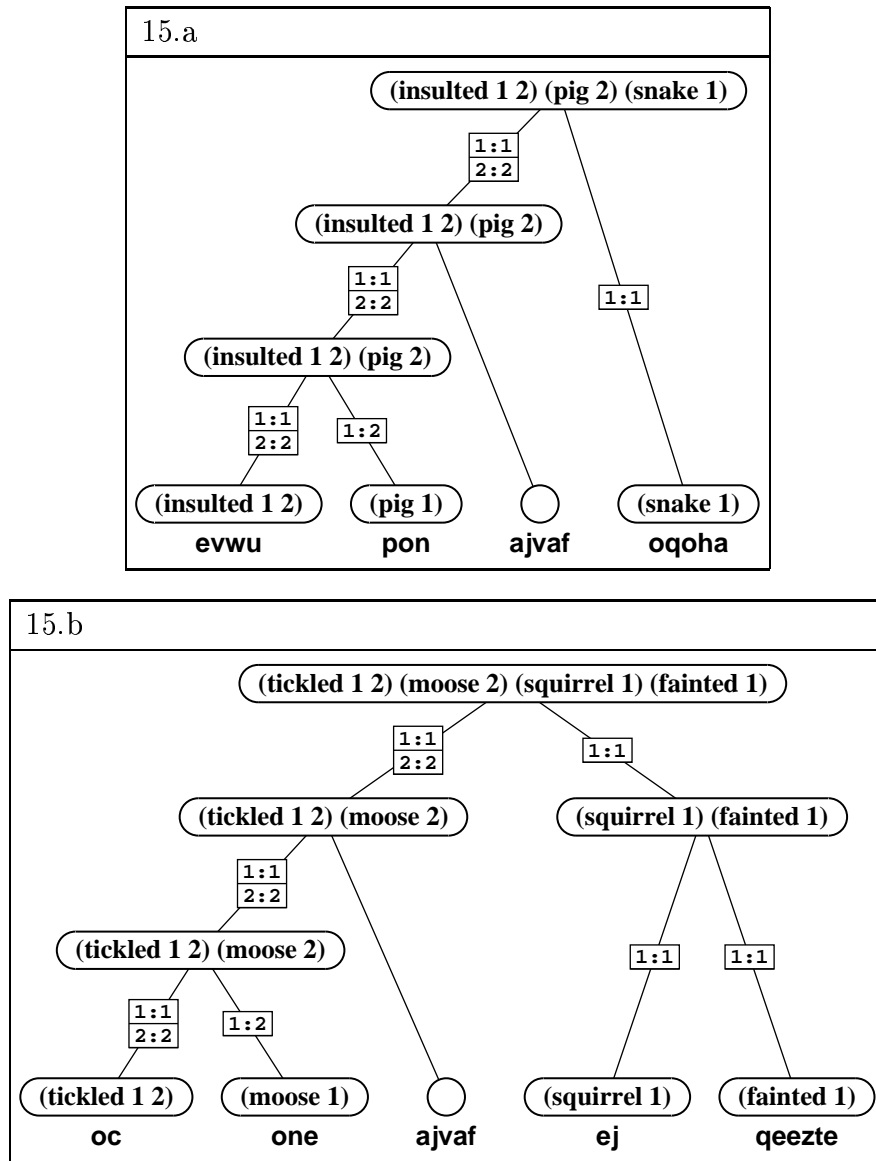 15.a
(insulted 1 2) (pig 2) (snake 1)
1:1
2:2
(insulted 1 2) (pig 2)
1:1
2:2
1:1
(insulted 1 2) (pig 2)
1:1
2:2
1:2
(insulted 1 2) (pig 1) (snake 1)
evwu pon ajvaf oqoha
15.b
(tickled 1 2) (moose 2) (squirrel 1) (fainted 1)
1:1
2:2
1:1
(tickled 1 2) (moose 2) (squirrel 1) (fainted 1)
1:1
2:2
(tickled 1 2) (moose 2)
1:1 1:1
1:1
2:2
1:2
(tickled 1 2) (moose 1) (squirrel 1) (fainted 1)
oc one ajvaf ej qeezte